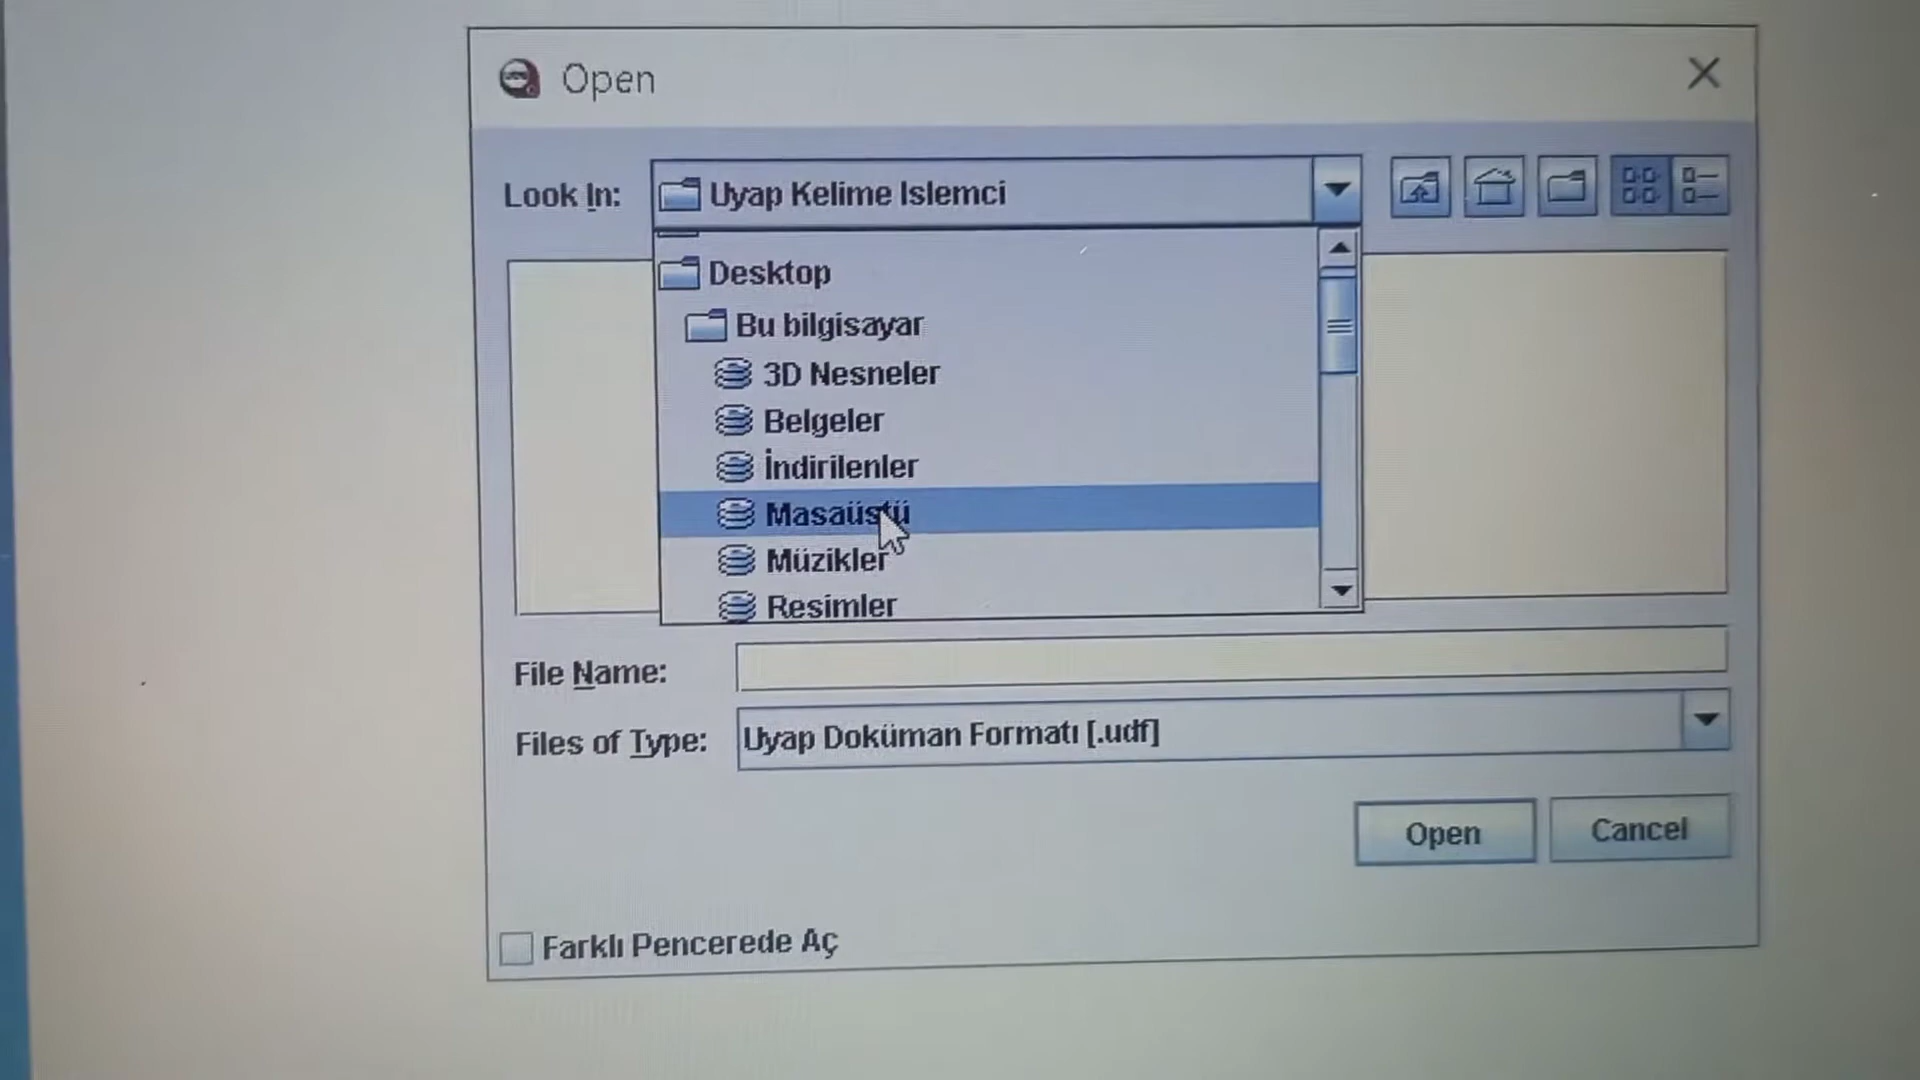 Open
Look In: Uyap Kelime Islemci
Desktop
Bu bilgisayar
3D Nesneler
Belgeler
İndirilenler
Masaüstü
Müzikler
Resimler
File Name:
Files of Type: Uyap Doküman Formatı [.udf]
Open Cancel
Farklı Pencerede Aç